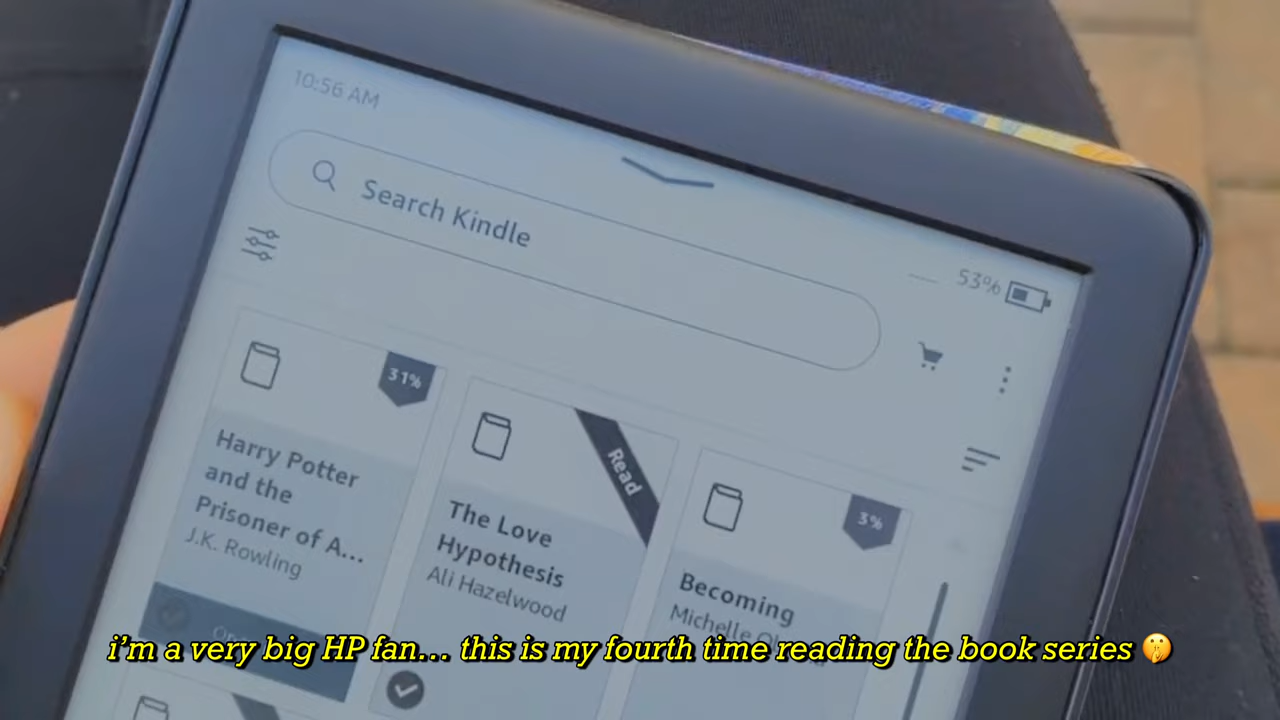 10:56 AM
Search Kindle
53%
31%
Harry Potter
and the
Prisoner of A...
J.K. Rowling
Read
The Love
Hypothesis
Ali Hazelwood
3%
Becoming
Michelle
i'm a very big HP fan... this is my fourth time reading the book series 🤫